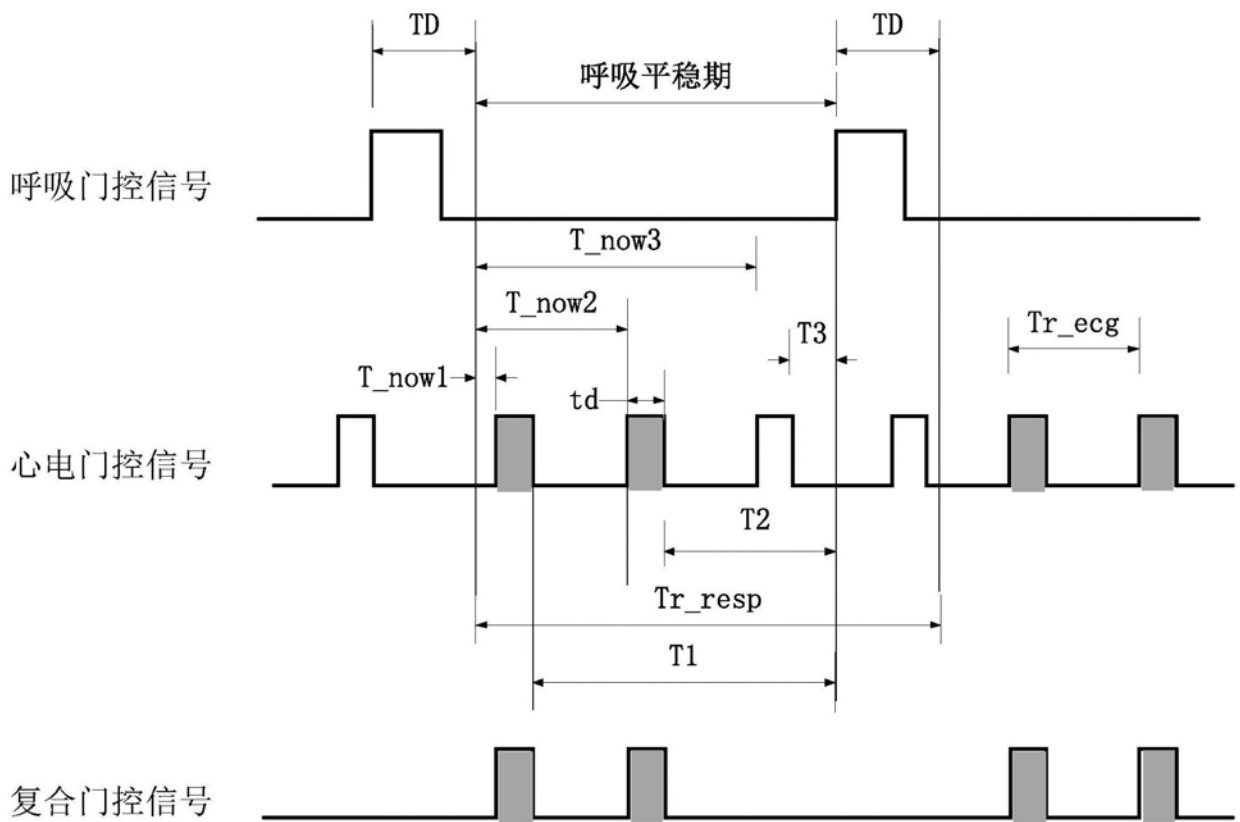 TD
TD
呼吸平稳期
呼吸门控信号
T_now3
T_now2
T3
Tr_ecg
T_now1
td
心电门控信号
T2
Tr_resp
T1
复合门控信号